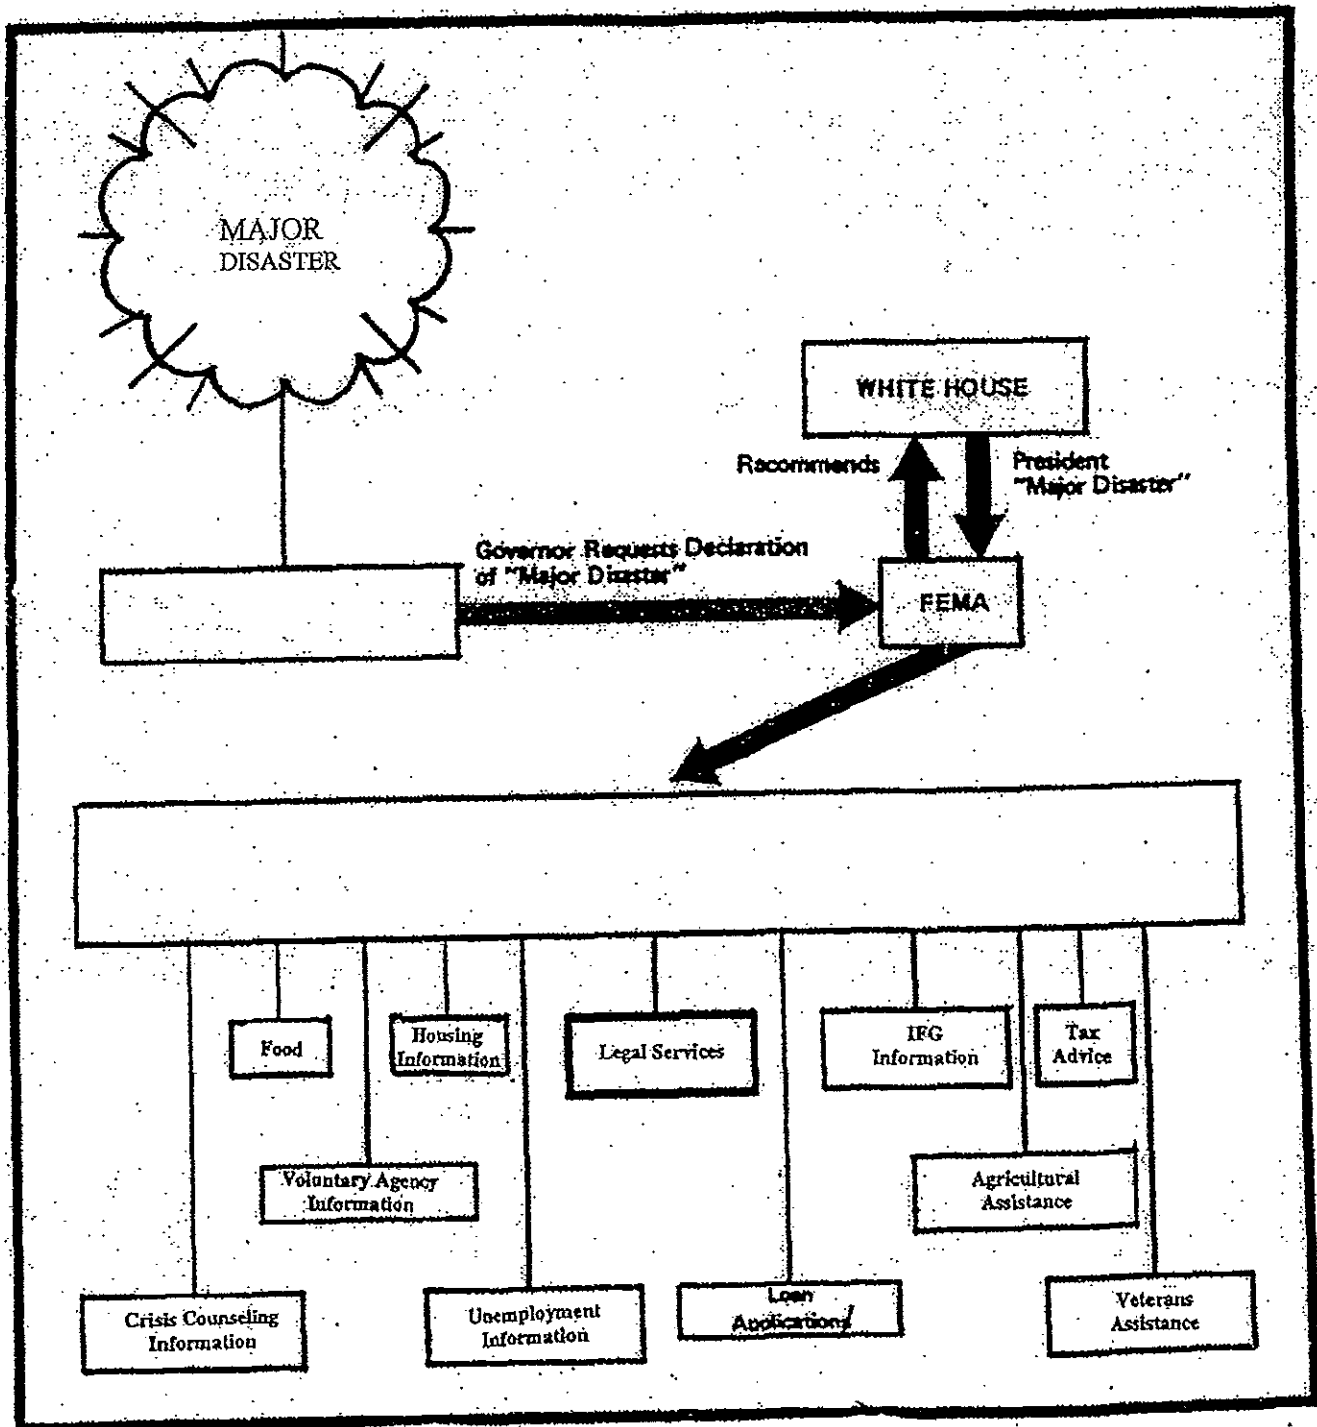 MAJOR
DISASTER
WHITE HOUSE
Recommends
President
"Major Disaster"
Governor Requests Declaration
of "Major Disaster"
FEMA
Food
Housing
Information
Legal Services
IFG
Information
Tax
Advice
Voluntary Agency
Information
Agricultural
Assistance
Crisis Counseling
Information
Unemployment
Information
Loan
Applications/
Veterans
Assistance